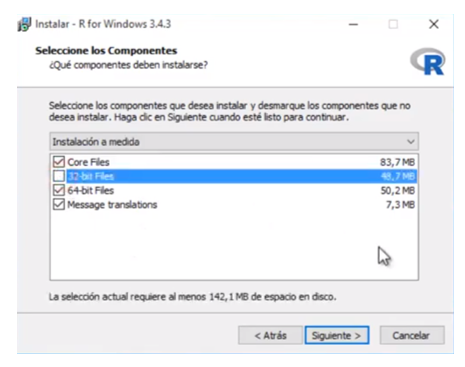 Instalar - R for Windows 3.4.3
Seleccione los Componentes
¿Qué componentes deben instalarse?
R
Seleccione los componentes que desea instalar y desmarque los componentes que no
desea instalar. Haga clic en Siguiente cuando esté listo para continuar.
Instalación a medida
Core Files 83,7 MB
32-bit Files 48,7 MB
64-bit Files 50,2 MB
Message translations 7,3 MB
La selección actual requiere al menos 142,1 MB de espacio en disco.
< Atrás Siguiente > Cancelar